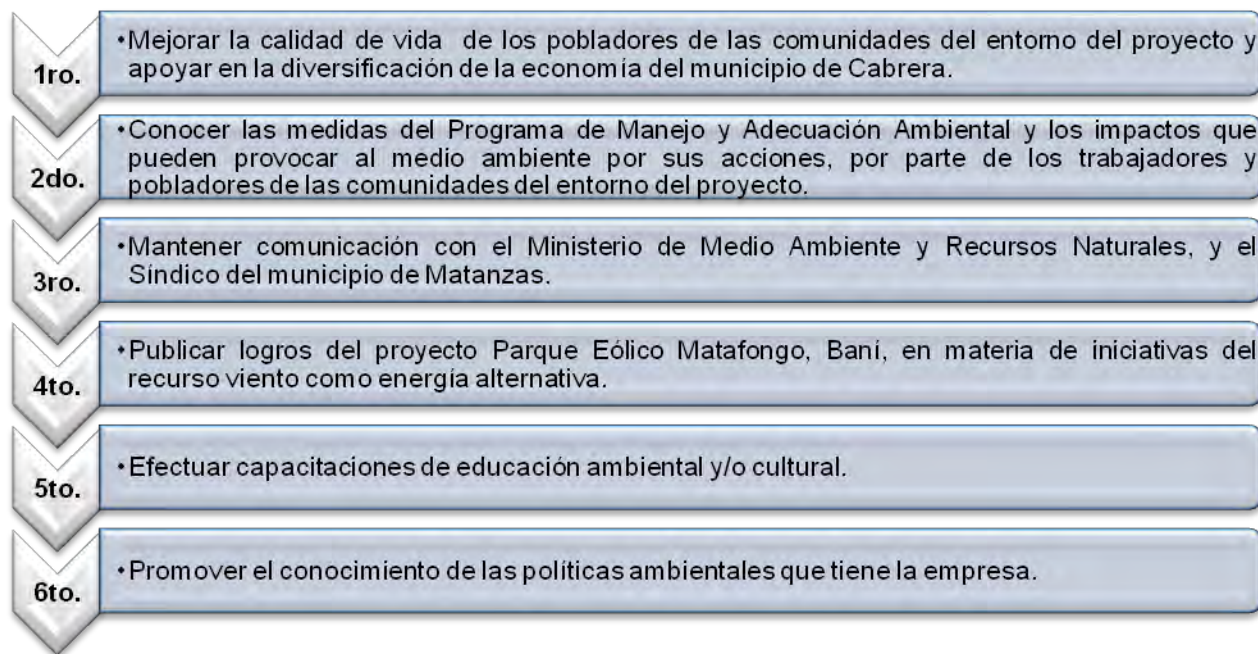 1ro.
•Mejorar la calidad de vida de los pobladores de las comunidades del entorno del proyecto y
apoyar en la diversificación de la economía del municipio de Cabrera.
2do.
•Conocer las medidas del Programa de Manejo y Adecuación Ambiental y los impactos que
pueden provocar al medio ambiente por sus acciones, por parte de los trabajadores y
pobladores de las comunidades del entorno del proyecto.
3ro.
•Mantener comunicación con el Ministerio de Medio Ambiente y Recursos Naturales, y el
Síndico del municipio de Matanzas.
4to.
•Publicar logros del proyecto Parque Eólico Matafongo, Baní, en materia de iniciativas del
recurso viento como energía alternativa.
5to.
•Efectuar capacitaciones de educación ambiental y/o cultural.
6to.
•Promover el conocimiento de las políticas ambientales que tiene la empresa.